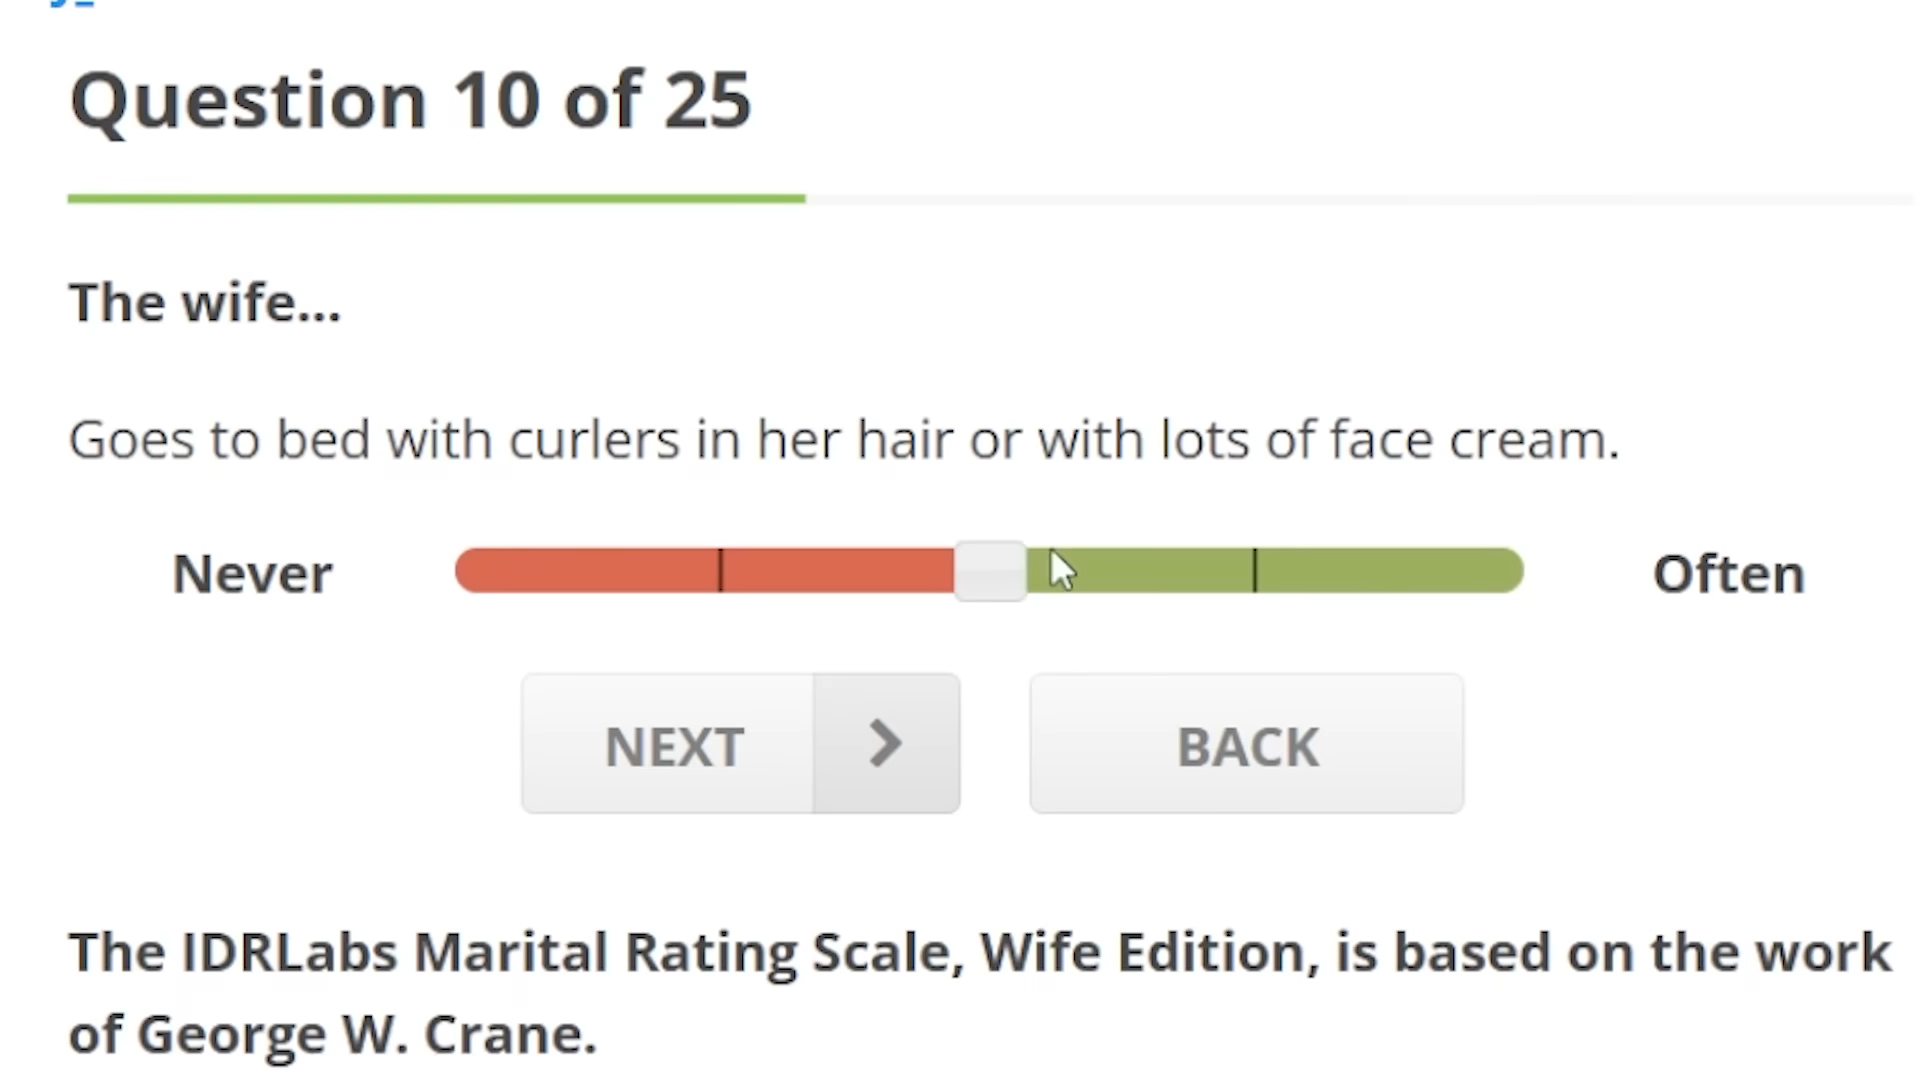 Question 10 of 25
The wife...
Goes to bed with curlers in her hair or with lots of face cream.
Never
Often
NEXT
BACK
The IDRLabs Marital Rating Scale, Wife Edition, is based on the work
of George W. Crane.